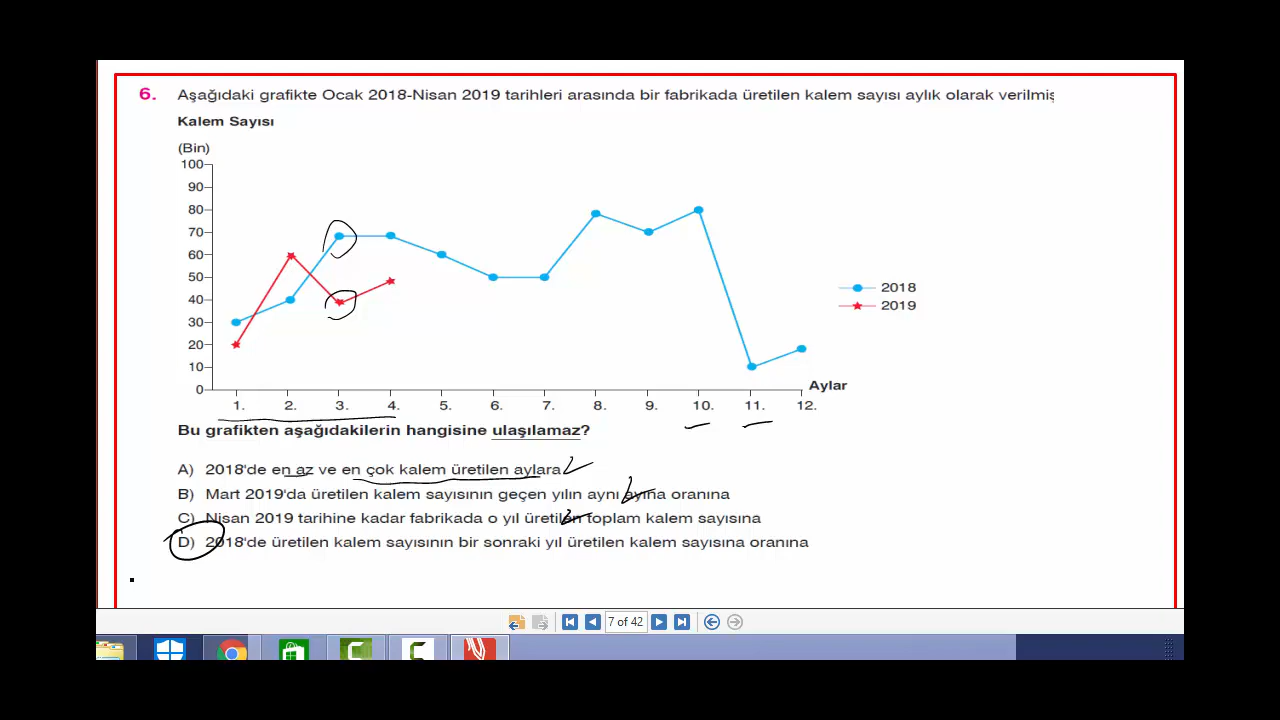 6. Aşağıdaki grafikte Ocak 2018-Nisan 2019 tarihleri arasında bir fabrikada üretilen kalem sayısı aylık olarak verilmiş
Kalem Sayısı
(Bin)
100
90
80
70
60
50
40
30
20
10
0
2018
2019
Aylar
1. 2. 3. 4. 5. 6. 7. 8. 9. 10. 11. 12.
Bu grafikten aşağıdakilerin hangisine ulaşılamaz?
A) 2018'de en az ve en çok kalem üretilen aylara
B) Mart 2019'da üretilen kalem sayısının geçen yılın aynı ayına oranına
C) Nisan 2019 tarihine kadar fabrikada o yıl üretilen toplam kalem sayısına
D) 2018'de üretilen kalem sayısının bir sonraki yıl üretilen kalem sayısına oranına
7 of 42